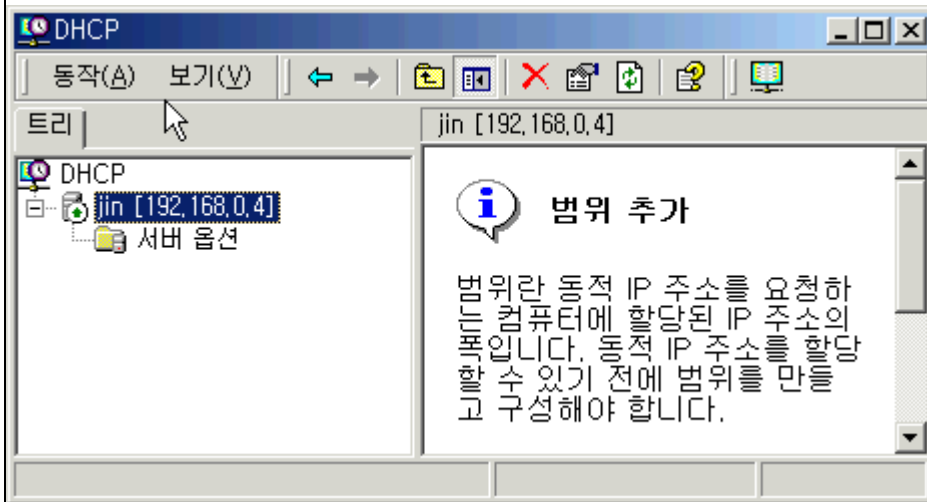 DHCP
동작(A) 보기(V)
트리
jin [192,168,0,4]
DHCP
jin [192,168,0,4]
서버 옵션
범위 추가
범위란 동적 IP 주소를 요청하
는 컴퓨터에 할당된 IP 주소의
폭입니다. 동적 IP 주소를 할당
할 수 있기 전에 범위를 만들
고 구성해야 합니다.